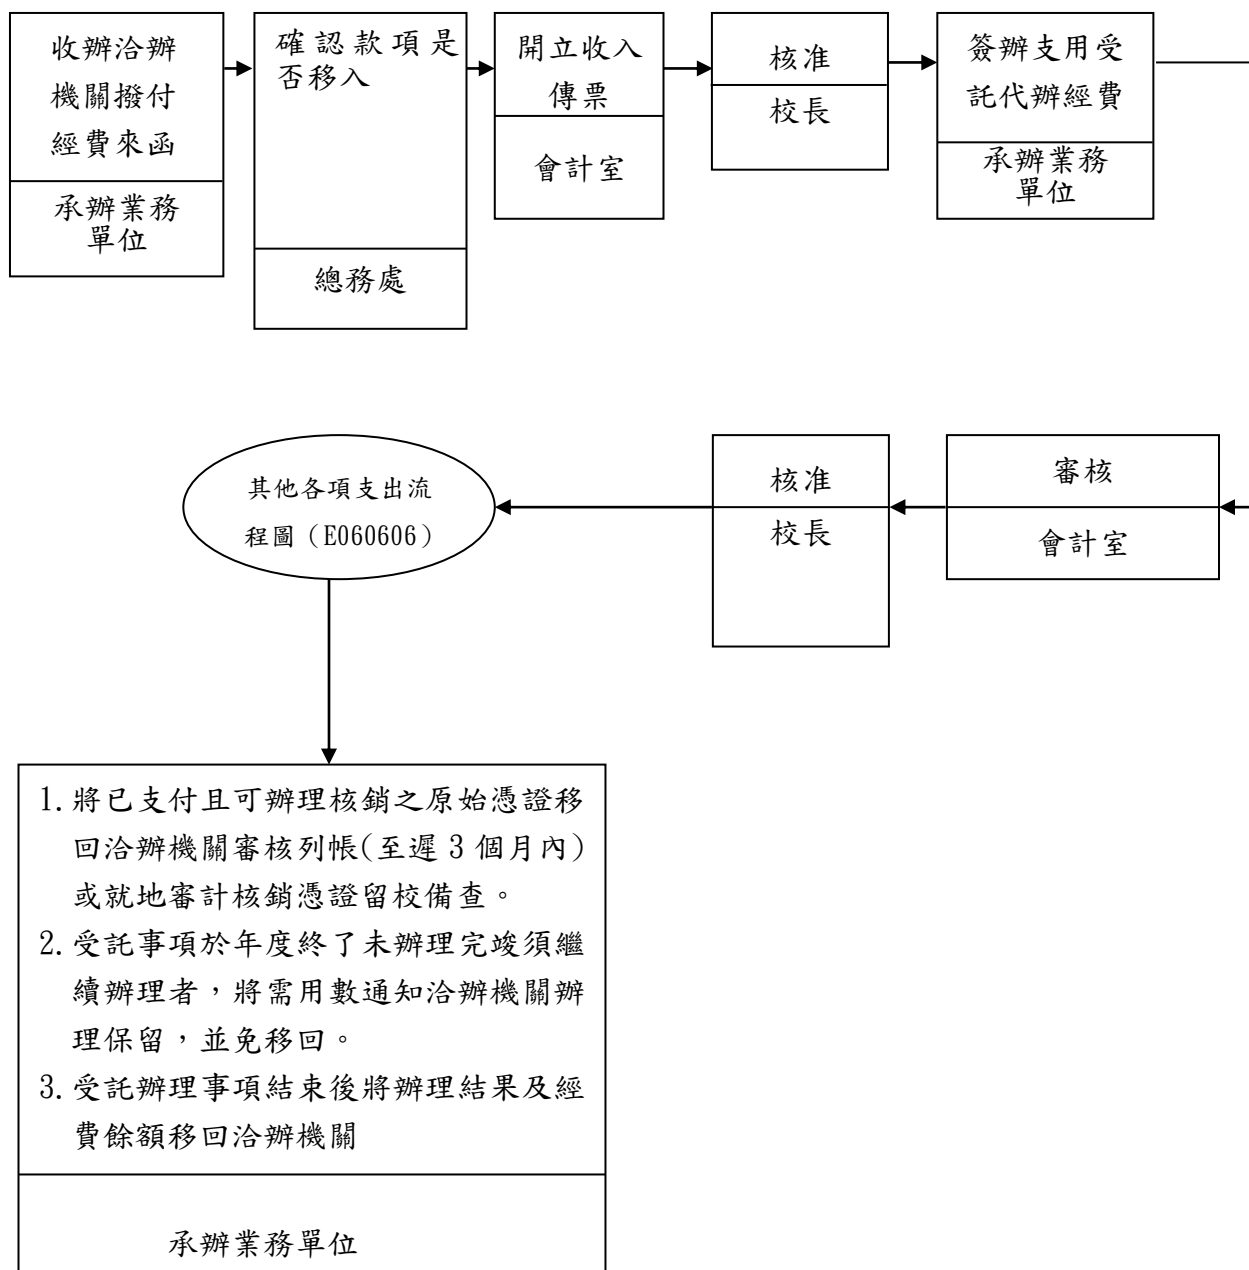 收辦洽辦
機關撥付
經費來函
承辦業務
單位
確認款項是
否移入
總務處
開立收入
傳票
會計室
核准
校長
簽辦支用受
託代辦經費
承辦業務
單位
審核
會計室
核准
校長
其他各項支出流
程圖（E060606）
1. 將已支付且可辦理核銷之原始憑證移
回洽辦機關審核列帳(至遲 3 個月內)
或就地審計核銷憑證留校備查。
2. 受託事項於年度終了未辦理完竣須繼
續辦理者，將需用數通知洽辦機關辦
理保留，並免移回。
3. 受託辦理事項結束後將辦理結果及經
費餘額移回洽辦機關
承辦業務單位